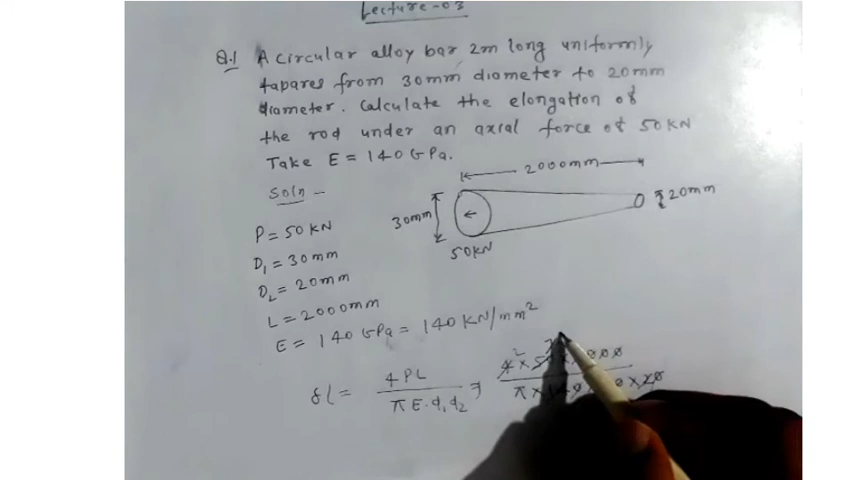 Lecture-03
Q.1 A circular alloy bar 2m long uniformly
tapares from 30mm diameter to 20mm
diameter. Calculate the elongation of
the rod under an axial force of 50KN
Take E = 140 GPa.
Soln -
2000mm
30mm
20mm
50KN
P = 50 KN
D₁ = 30mm
D₂ = 20mm
L = 2000mm
E = 140 GPa = 140 KN/mm²
δl = 4PL / πE.d₁d₂ ⇒